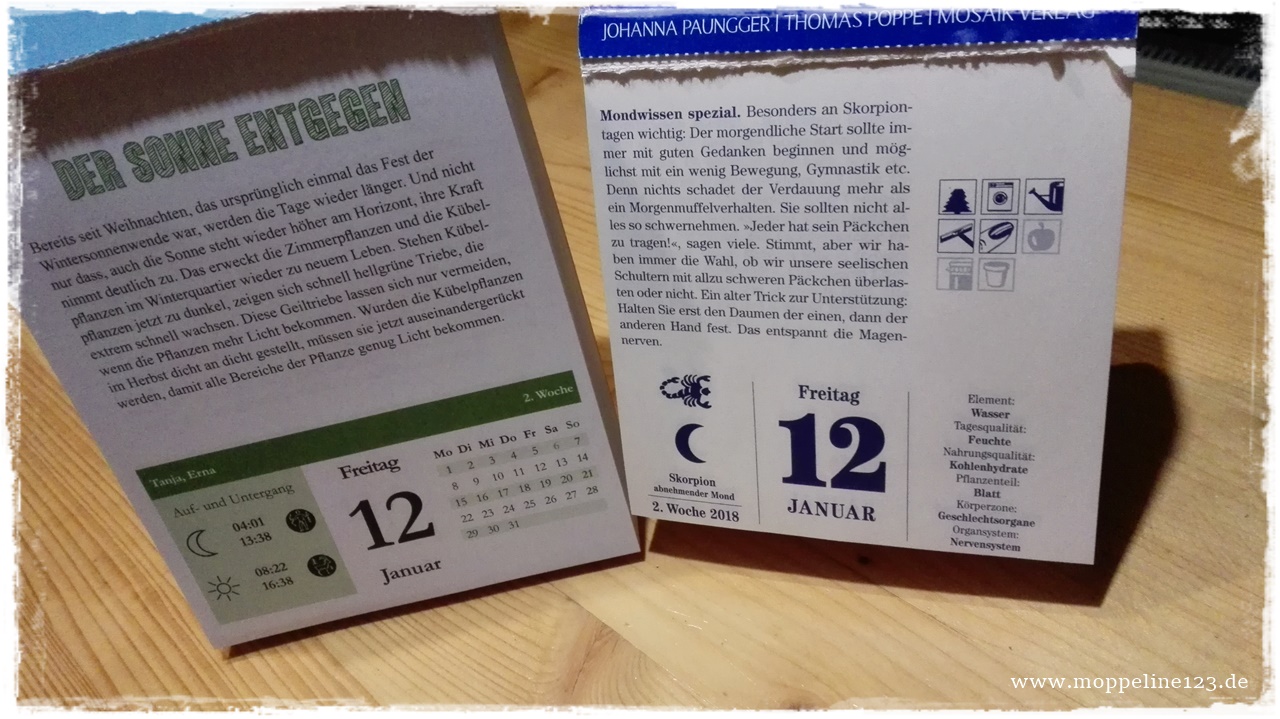 DER SONNE ENTGEGEN
Bereits seit Weihnachten, das ursprünglich einmal das Fest der
Wintersonnenwende war, werden die Tage wieder länger. Und nicht
nur dass, auch die Sonne steht wieder höher am Horizont, ihre Kraft
nimmt deutlich zu. Das erweckt die Zimmerpflanzen und die Kübel-
pflanzen im Winterquartier wieder zu neuem Leben. Stehen Kübel-
pflanzen jetzt zu dunkel, zeigen sich schnell hellgrüne Triebe, die
extrem schnell wachsen. Diese Geiltriebe lassen sich nur vermeiden,
wenn die Pflanzen mehr Licht bekommen. Wurden die Kübelpflanzen
im Herbst dicht an dicht gestellt, müssen sie jetzt auseinandergerückt
werden, damit alle Bereiche der Pflanze genug Licht bekommen.
Tanja, Erna
2. Woche
Auf- und Untergang
04:01
13:38
08:22
16:38
Freitag
12
Januar
Mo Di Mi Do Fr Sa So
1 2 3 4 5 6 7
8 9 10 11 12 13 14
15 16 17 18 19 20 21
22 23 24 25 26 27 28
29 30 31
JOHANNA PAUNGGER | THOMAS POPPE | MOSAIK VERLAG
Mondwissen spezial. Besonders an Skorpion-
tagen wichtig: Der morgendliche Start sollte im-
mer mit guten Gedanken beginnen und mög-
lichst mit ein wenig Bewegung, Gymnastik etc.
Denn nichts schadet der Verdauung mehr als
ein Morgenmuffelverhalten. Sie sollten nicht al-
les so schwernehmen. »Jeder hat sein Päckchen
zu tragen!«, sagen viele. Stimmt, aber wir ha-
ben immer die Wahl, ob wir unsere seelischen
Schultern mit allzu schweren Päckchen überlas-
ten oder nicht. Ein alter Trick zur Unterstützung:
Halten Sie erst den Daumen der einen, dann der
anderen Hand fest. Das entspannt die Magen-
nerven.
Skorpion
abnehmender Mond
2. Woche 2018
Freitag
12
JANUAR
Element:
Wasser
Tagesqualität:
Feuchte
Nahrungsqualität:
Kohlenhydrate
Pflanzenteil:
Blatt
Körperzone:
Geschlechtsorgane
Organsystem:
Nervensystem
www.moppeline123.de